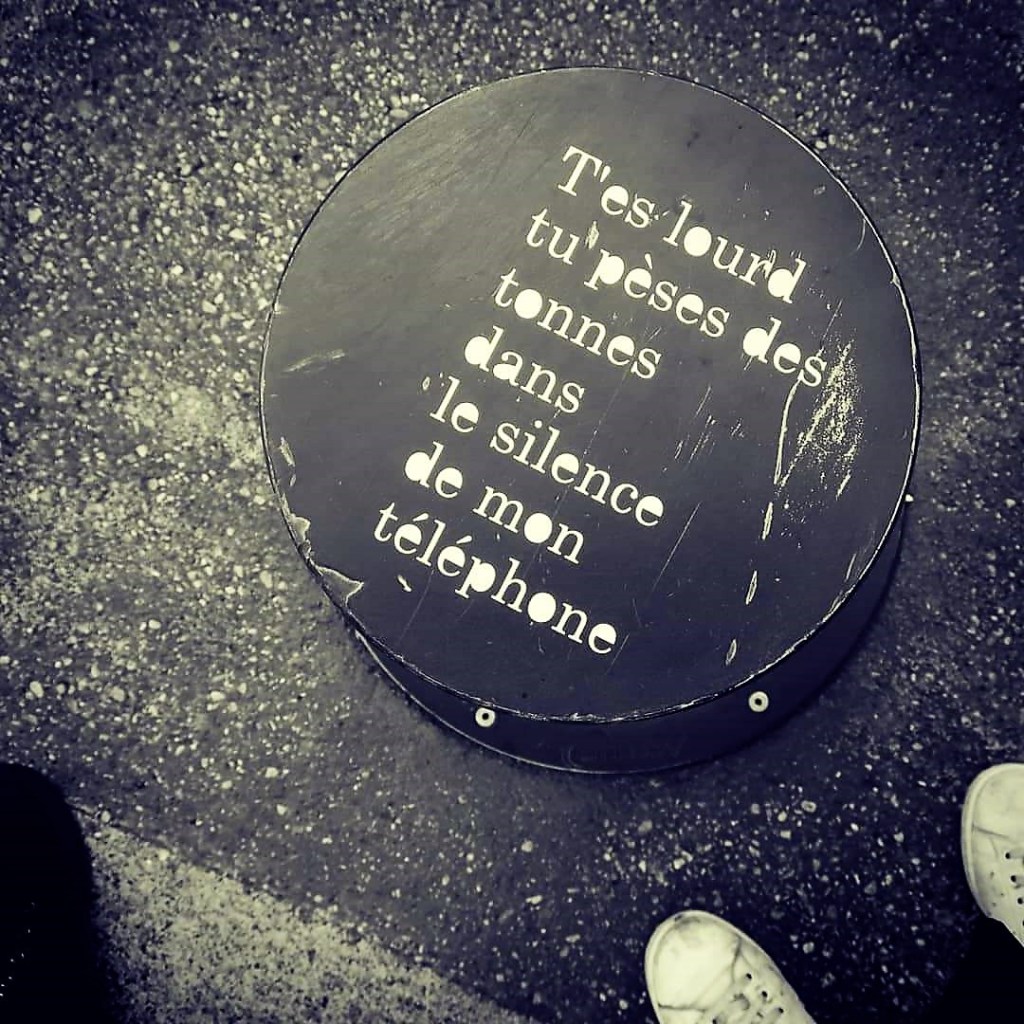 T'es lourd
tu pèses des
tonnes
dans
le silence
de mon
téléphone